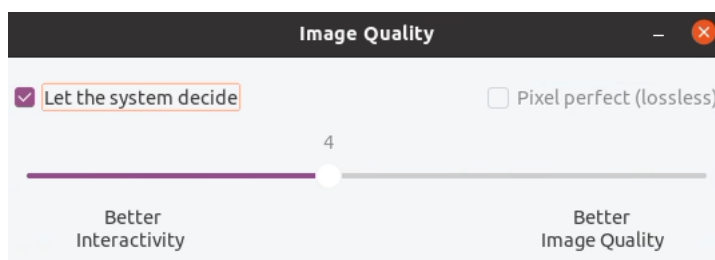 Image Quality
Let the system decide
Pixel perfect (lossless)
4
Better
Interactivity
Better
Image Quality